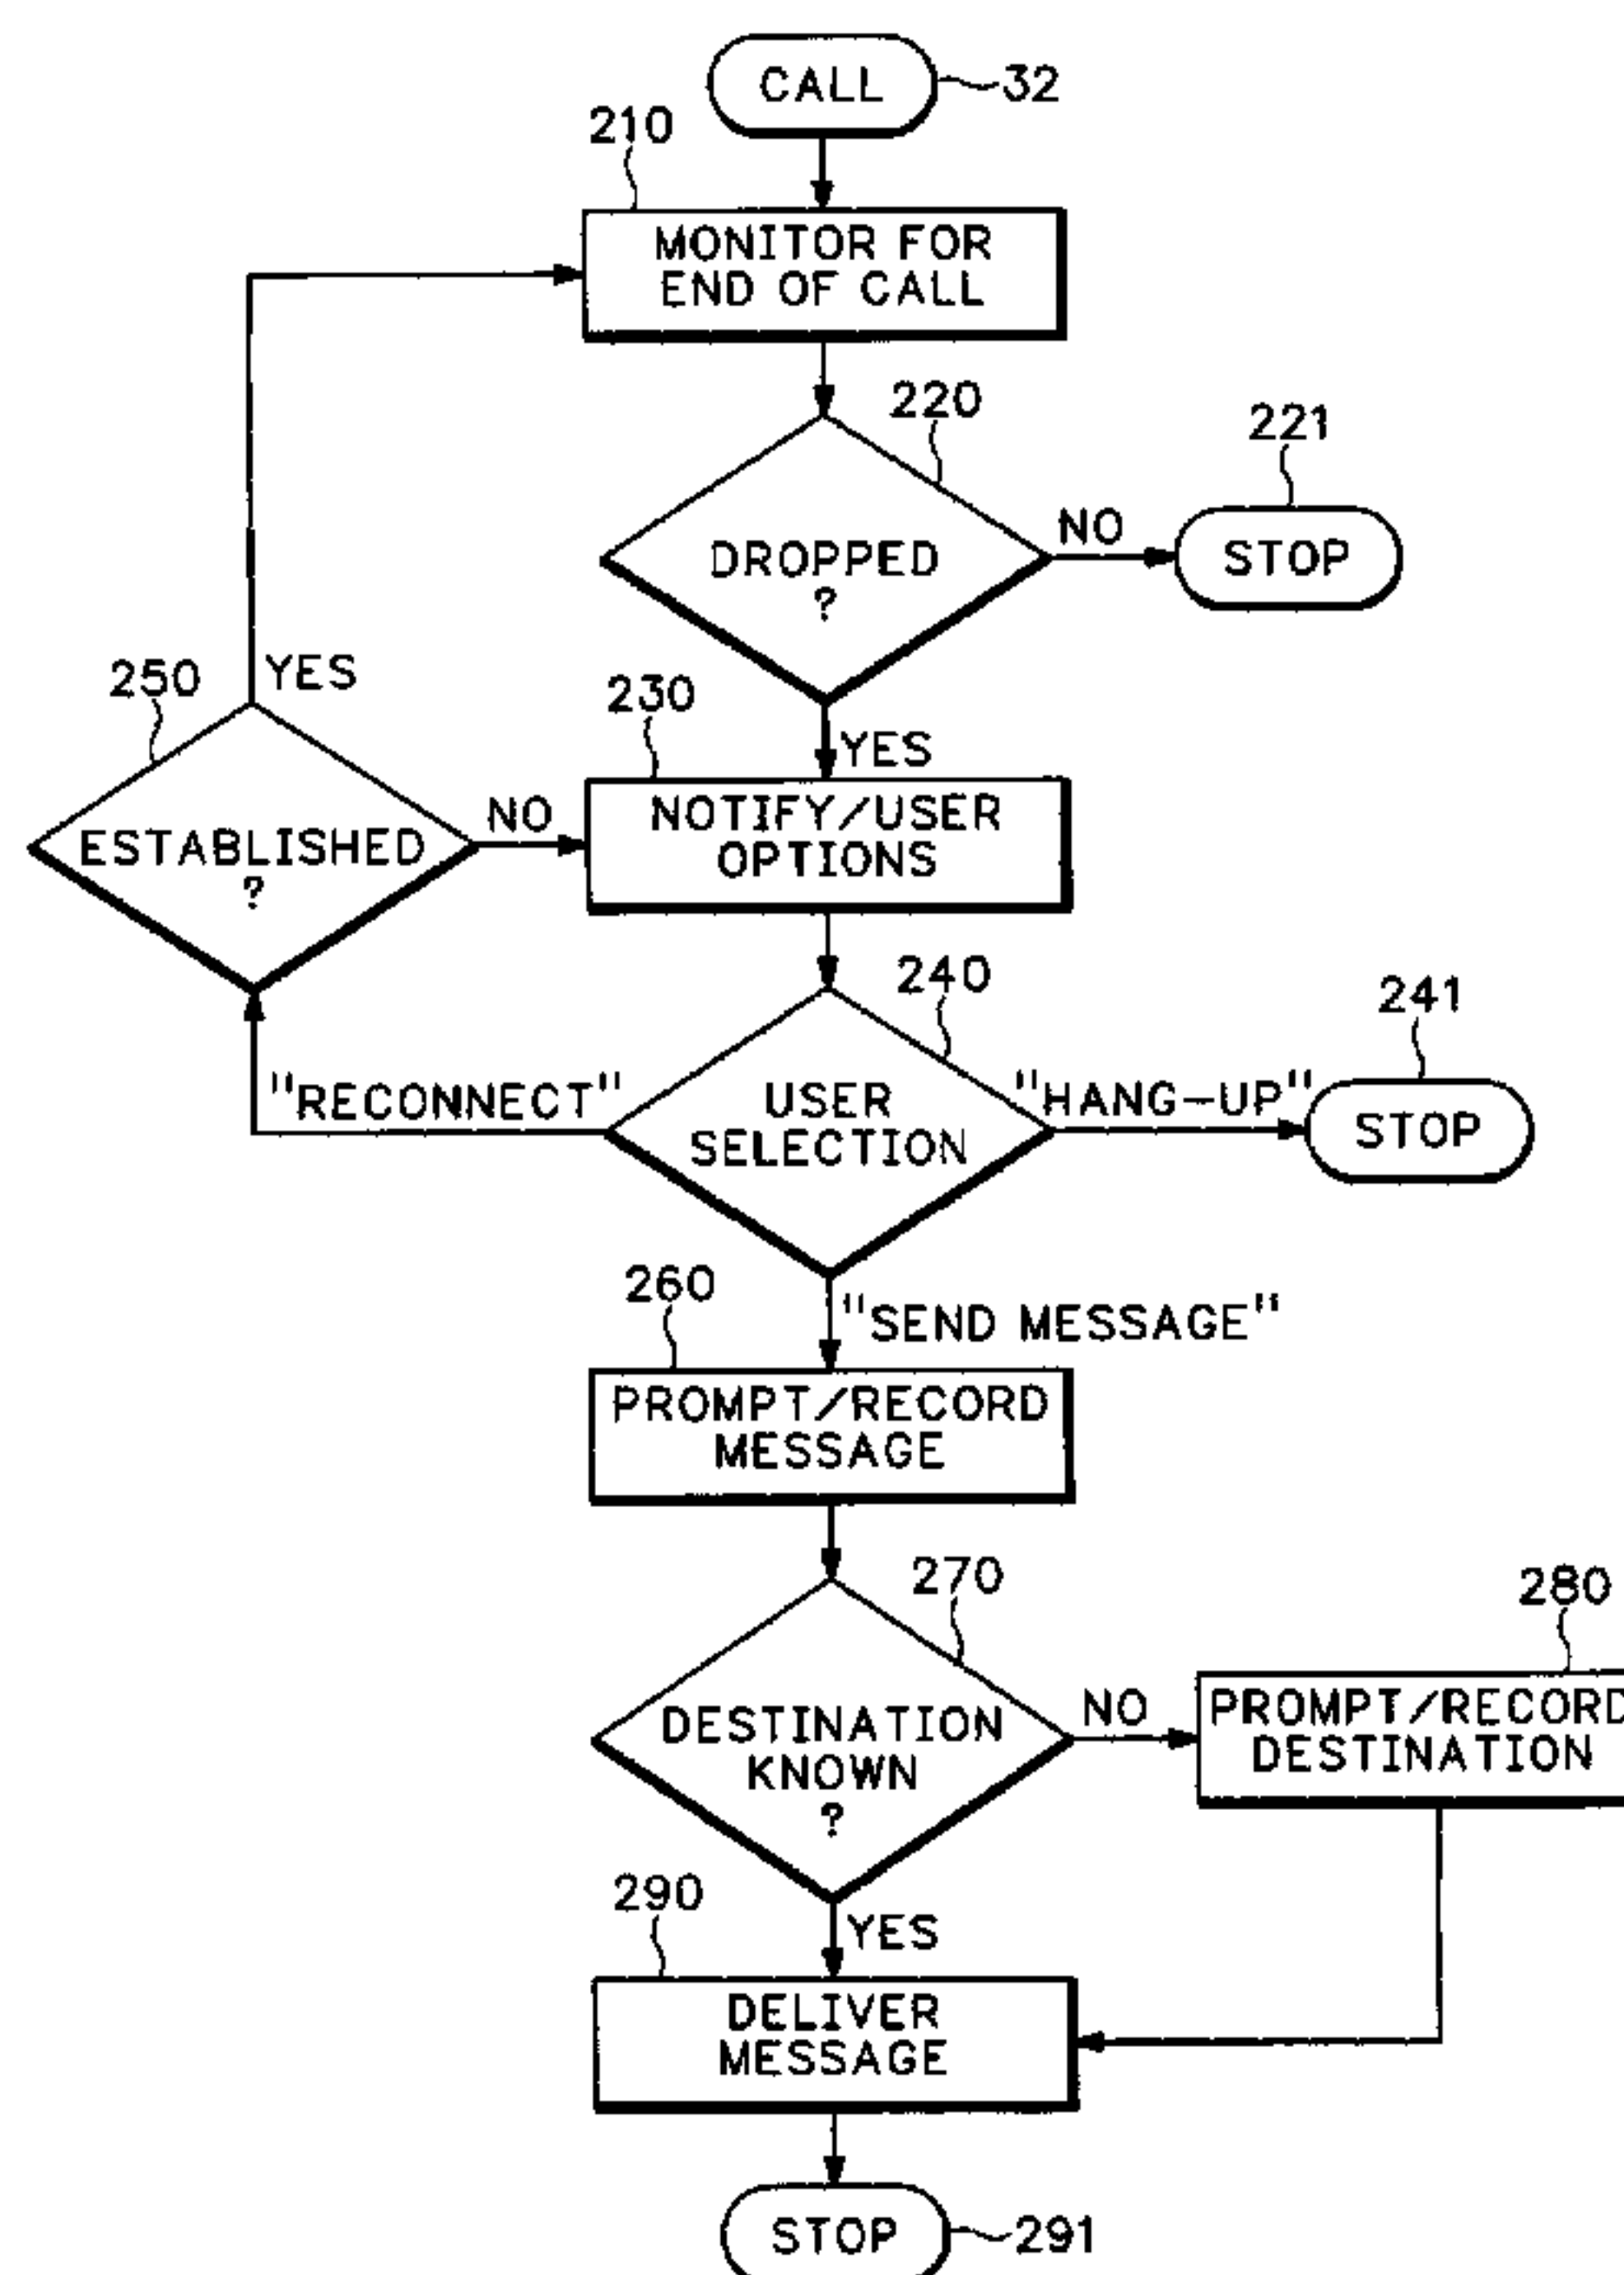 CALL
32
210
MONITOR FOR
END OF CALL
220
221
DROPPED
?
NO
STOP
250
YES
230
YES
ESTABLISHED
?
NO
NOTIFY/USER
OPTIONS
240
241
"RECONNECT"
USER
SELECTION
"HANG-UP"
STOP
260
"SEND MESSAGE"
PROMPT/RECORD
MESSAGE
270
280
DESTINATION
KNOWN
?
NO
PROMPT/RECORD
DESTINATION
290
YES
DELIVER
MESSAGE
STOP
291